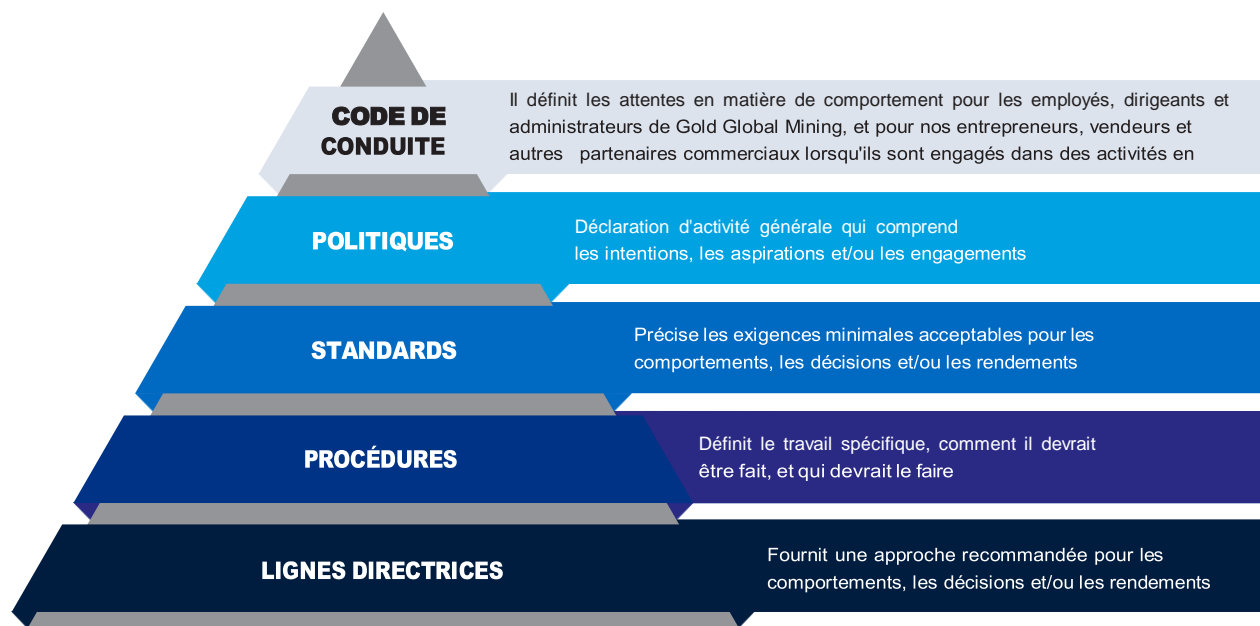 CODE DE
CONDUITE
Il définit les attentes en matière de comportement pour les employés, dirigeants et
administrateurs de Gold Global Mining, et pour nos entrepreneurs, vendeurs et
autres partenaires commerciaux lorsqu'ils sont engagés dans des activités en
POLITIQUES
Déclaration d'activité générale qui comprend
les intentions, les aspirations et/ou les engagements
STANDARDS
Précise les exigences minimales acceptables pour les
comportements, les décisions et/ou les rendements
PROCÉDURES
Définit le travail spécifique, comment il devrait
être fait, et qui devrait le faire
LIGNES DIRECTRICES
Fournit une approche recommandée pour les
comportements, les décisions et/ou les rendements